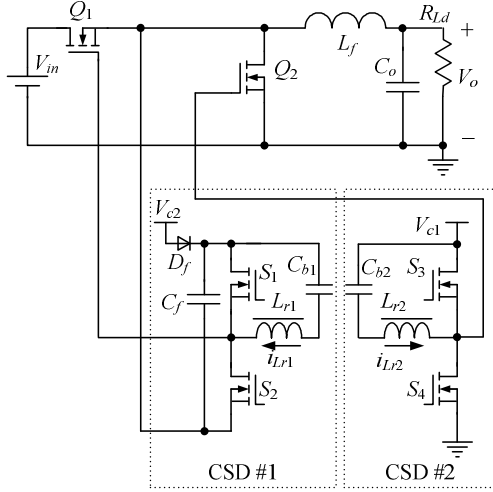 Q1
RLd
+
Vin
Lf
Co
Vo
Q2
−
Vc2
Vc1
Df
S1
Cb1
Cb2
S3
Cf
Lr1
Lr2
iLr1
iLr2
S2
S4
CSD #1
CSD #2